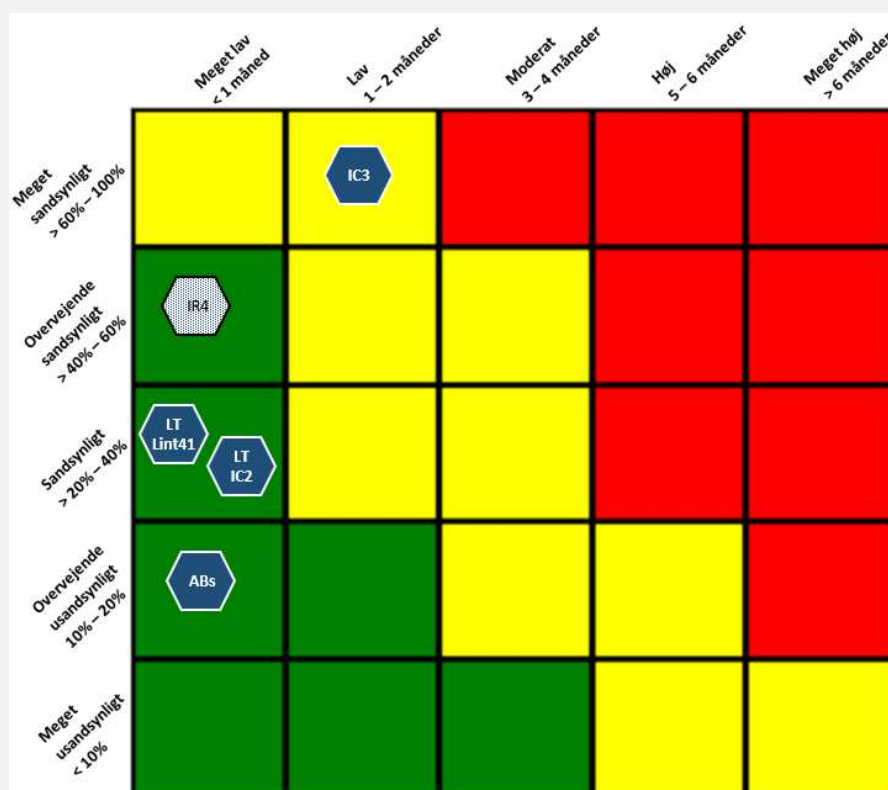 Meget lav
< 1 måned
Lav
1 – 2 måneder
Moderat
3 – 4 måneder
Høj
5 – 6 måneder
Meget høj
> 6 måneder
Meget
sandsynligt
> 60% – 100%
IC3
Overvejende
sandsynligt
> 40% – 60%
IR4
Sandsynligt
> 20% – 40%
LT
Lint41
LT
IC2
Overvejende
usandsynligt
10% – 20%
ABs
Meget
usandsynligt
< 10%